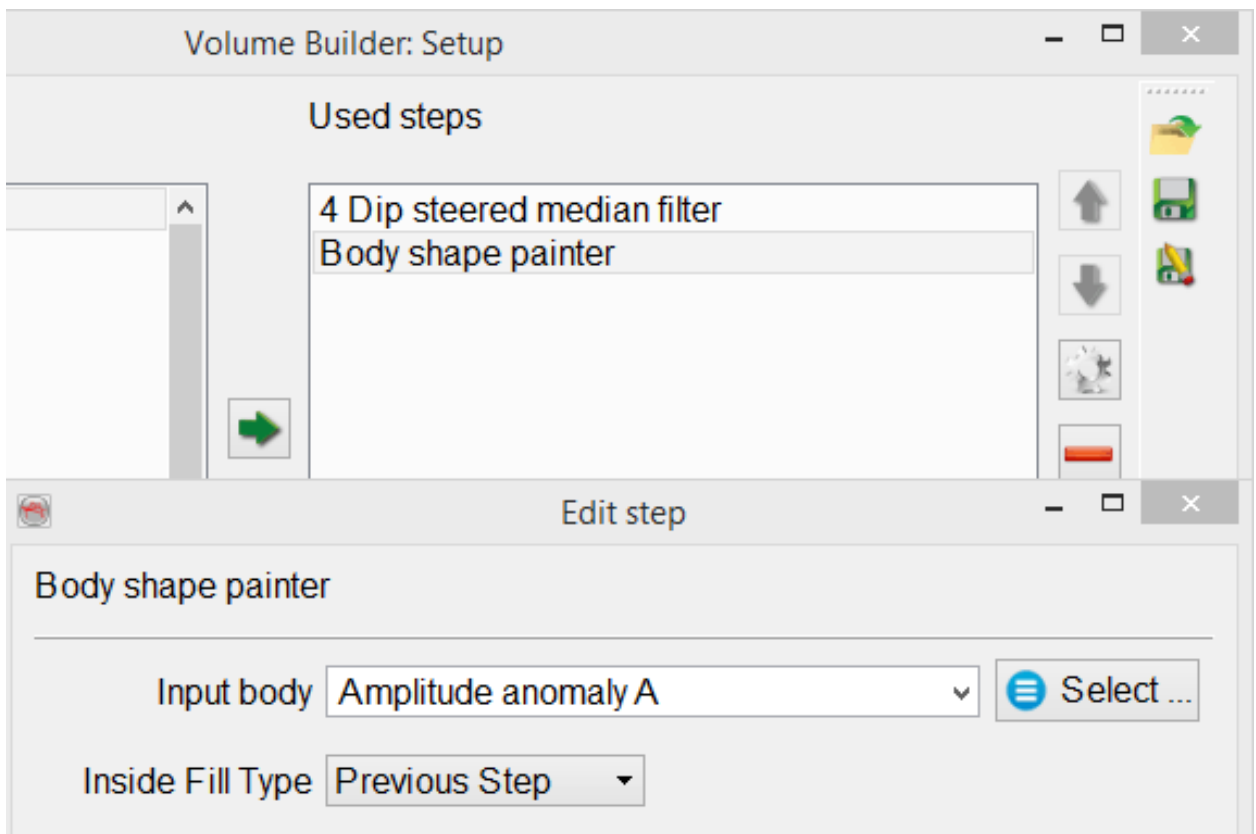 Volume Builder: Setup
Used steps
4 Dip steered median filter
Body shape painter
Edit step
Body shape painter
Input body Amplitude anomaly A Select ...
Inside Fill Type Previous Step